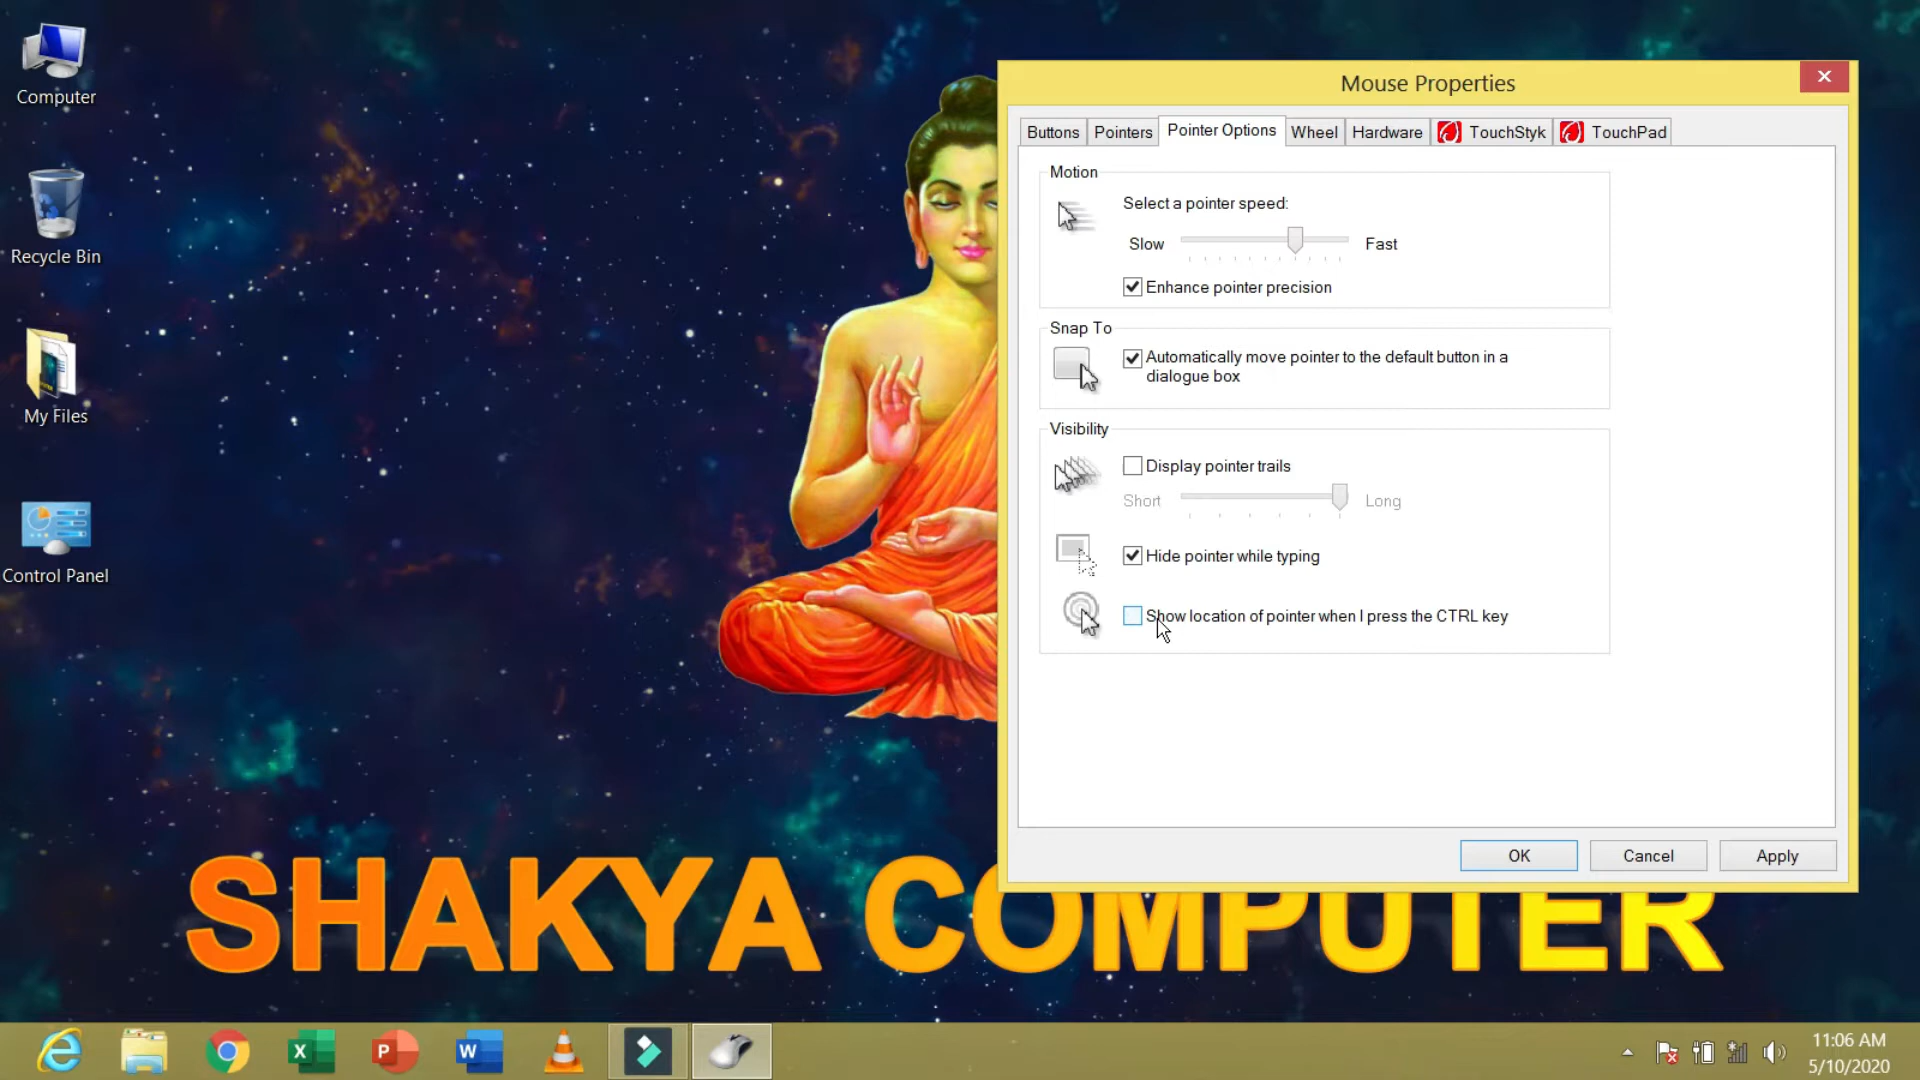 Computer
Recycle Bin
My Files
Control Panel
Mouse Properties
Buttons
Pointers
Pointer Options
Wheel
Hardware
TouchStyk
TouchPad
Motion
Select a pointer speed:
Slow
Fast
Enhance pointer precision
Snap To
Automatically move pointer to the default button in a
dialogue box
Visibility
Display pointer trails
Short
Long
Hide pointer while typing
Show location of pointer when I press the CTRL key
OK
Cancel
Apply
SHAKYA COMPUTER
11:06 AM
5/10/2020